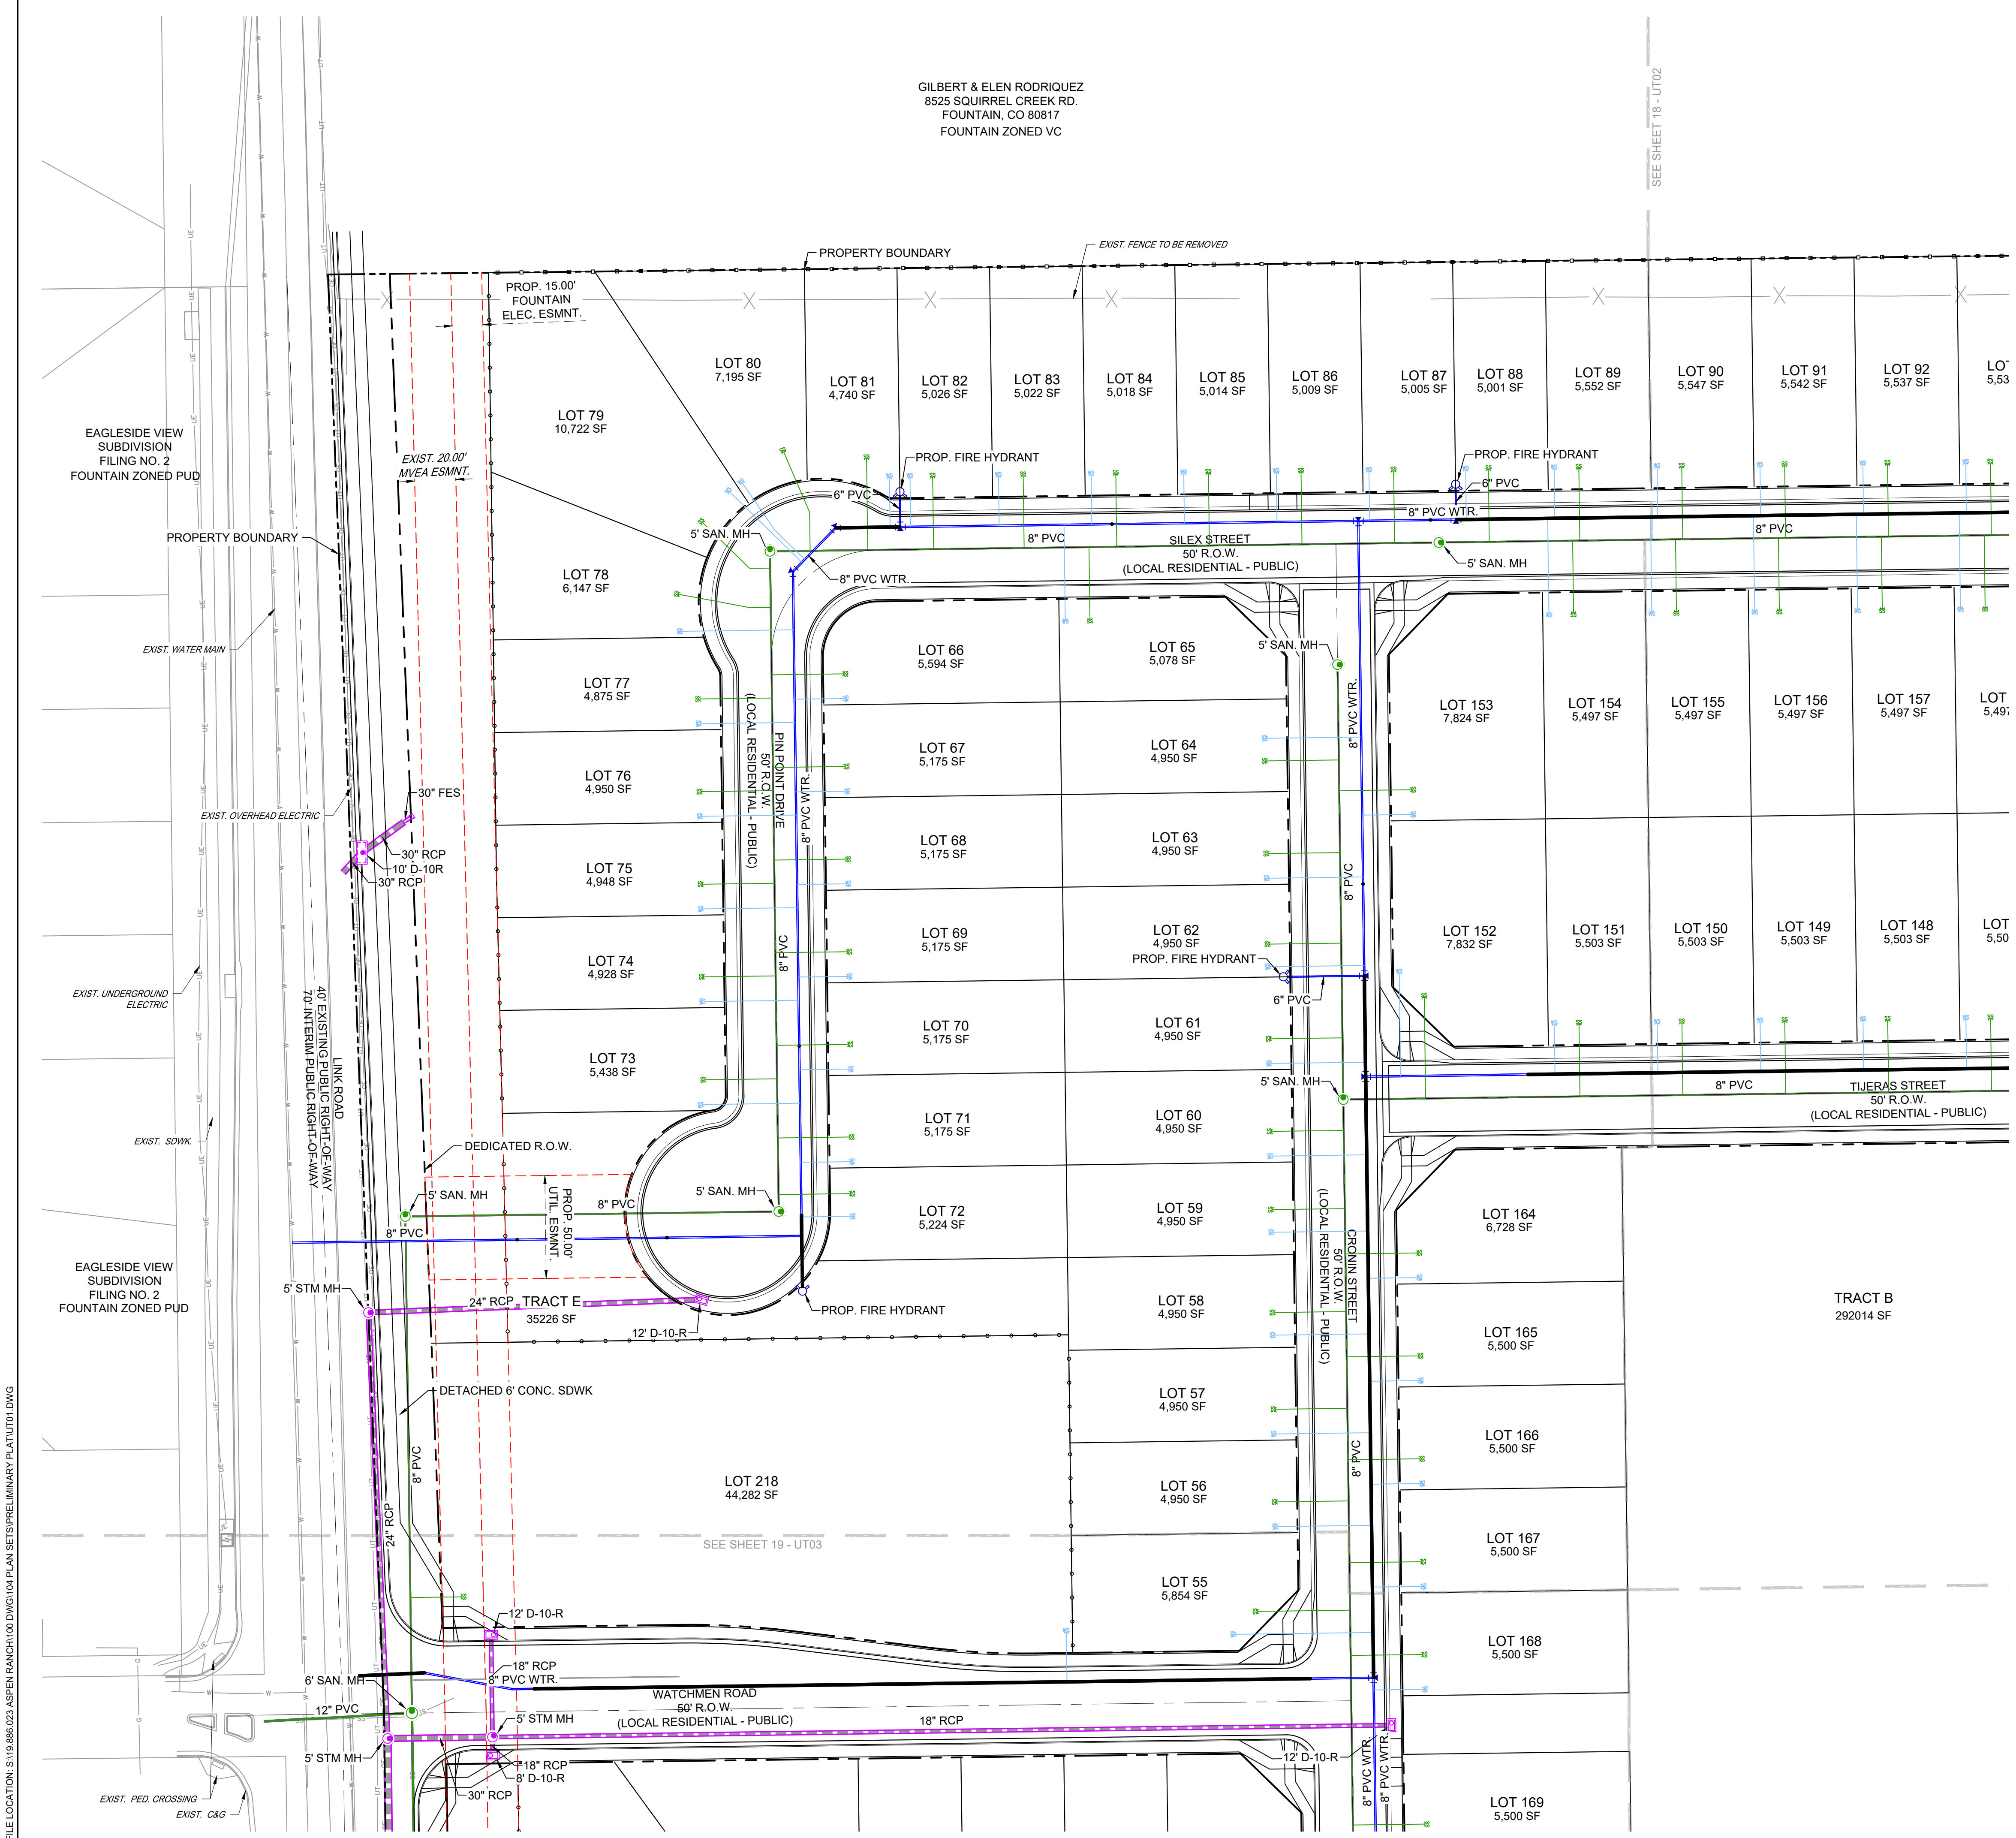 GILBERT & ELEN RODRIQUEZ
8525 SQUIRREL CREEK RD.
FOUNTAIN, CO 80817
FOUNTAIN ZONED VC
SEE SHEET 18 - UT02
PROPERTY BOUNDARY
EXIST. FENCE TO BE REMOVED
PROP. 15.00'
FOUNTAIN
ELEC. ESMNT.
LOT 79
10,722 SF
LOT 80
7,195 SF
LOT 81
4,740 SF
LOT 82
5,026 SF
LOT 83
5,022 SF
LOT 84
5,018 SF
LOT 85
5,014 SF
LOT 86
5,009 SF
LOT 87
5,005 SF
LOT 88
5,001 SF
LOT 89
5,552 SF
LOT 90
5,547 SF
LOT 91
5,542 SF
LOT 92
5,537 SF
EAGLESIDE VIEW
SUBDIVISION
FILING NO. 2
FOUNTAIN ZONED PUD
EXIST. 20.00'
MVEA ESMNT.
PROP. FIRE HYDRANT
6" PVC
PROP. FIRE HYDRANT
6" PVC
8" PVC WTR.
8" PVC
8" PVC
5' SAN. MH
SILEX STREET
50' R.O.W.
(LOCAL RESIDENTIAL - PUBLIC)
5' SAN. MH
8" PVC WTR.
PROPERTY BOUNDARY
EXIST. WATER MAIN
LOT 78
6,147 SF
LOT 77
4,875 SF
LOT 76
4,950 SF
LOT 75
4,948 SF
LOT 74
4,928 SF
LOT 73
5,438 SF
PIN POINT DRIVE
50' R.O.W.
(LOCAL RESIDENTIAL - PUBLIC)
8" PVC WTR.
8" PVC
LOT 66
5,594 SF
LOT 65
5,078 SF
LOT 67
5,175 SF
LOT 64
4,950 SF
LOT 68
5,175 SF
LOT 63
4,950 SF
LOT 69
5,175 SF
LOT 62
4,950 SF
LOT 70
5,175 SF
LOT 61
4,950 SF
LOT 71
5,175 SF
LOT 60
4,950 SF
LOT 72
5,224 SF
LOT 59
4,950 SF
LOT 58
4,950 SF
LOT 57
4,950 SF
LOT 56
4,950 SF
LOT 55
5,854 SF
5' SAN. MH
8" PVC WTR.
8" PVC
PROP. FIRE HYDRANT
6" PVC
5' SAN. MH
LOT 153
7,824 SF
LOT 154
5,497 SF
LOT 155
5,497 SF
LOT 156
5,497 SF
LOT 157
5,497 SF
LOT 152
7,832 SF
LOT 151
5,503 SF
LOT 150
5,503 SF
LOT 149
5,503 SF
LOT 148
5,503 SF
8" PVC
TIJERAS STREET
50' R.O.W.
(LOCAL RESIDENTIAL - PUBLIC)
EXIST. OVERHEAD ELECTRIC
30" FES
30" RCP
10' D-10R
30" RCP
EXIST. UNDERGROUND
ELECTRIC
LINK ROAD
40' EXISTING PUBLIC RIGHT-OF-WAY
70' INTERIM PUBLIC RIGHT-OF-WAY
EXIST. SDWK.
DEDICATED R.O.W.
5' SAN. MH
8" PVC
8" PVC
PROP. 50.00'
UTIL. ESMNT.
5' SAN. MH
EAGLESIDE VIEW
SUBDIVISION
FILING NO. 2
FOUNTAIN ZONED PUD
5' STM MH
24" RCP
TRACT E
35226 SF
12' D-10-R
PROP. FIRE HYDRANT
DETACHED 6' CONC. SDWK
8" PVC
24" RCP
LOT 218
44,282 SF
SEE SHEET 19 - UT03
CRONIN STREET
50' R.O.W.
(LOCAL RESIDENTIAL - PUBLIC)
8" PVC
LOT 164
6,728 SF
LOT 165
5,500 SF
LOT 166
5,500 SF
LOT 167
5,500 SF
LOT 168
5,500 SF
LOT 169
5,500 SF
TRACT B
292014 SF
12' D-10-R
18" RCP
8" PVC WTR.
6' SAN. MH
12" PVC
WATCHMEN ROAD
50' R.O.W.
(LOCAL RESIDENTIAL - PUBLIC)
18" RCP
5' STM MH
5' STM MH
18" RCP
8' D-10-R
30" RCP
12' D-10-R
8" PVC WTR.
8" PVC WTR.
EXIST. PED. CROSSING
EXIST. C&G
FILE LOCATION: S:\19.886.023 ASPEN RANCH\100 DWG\104 PLAN SETS\PRELIMINARY PLAT\UT01.DWG